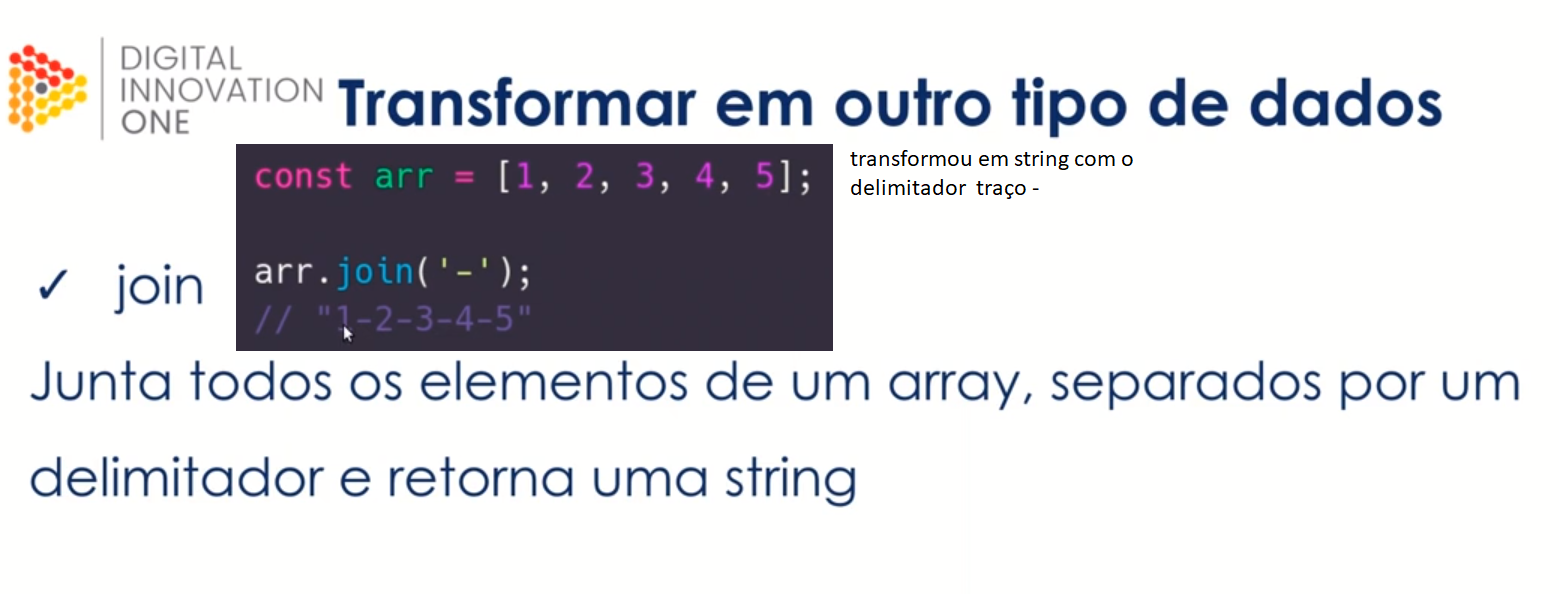 DIGITAL
INNOVATION
ONE
Transformar em outro tipo de dados
const arr = [1, 2, 3, 4, 5];
arr.join('-');
// "1-2-3-4-5"
transformou em string com o
delimitador traço -
✓ join
Junta todos os elementos de um array, separados por um
delimitador e retorna uma string